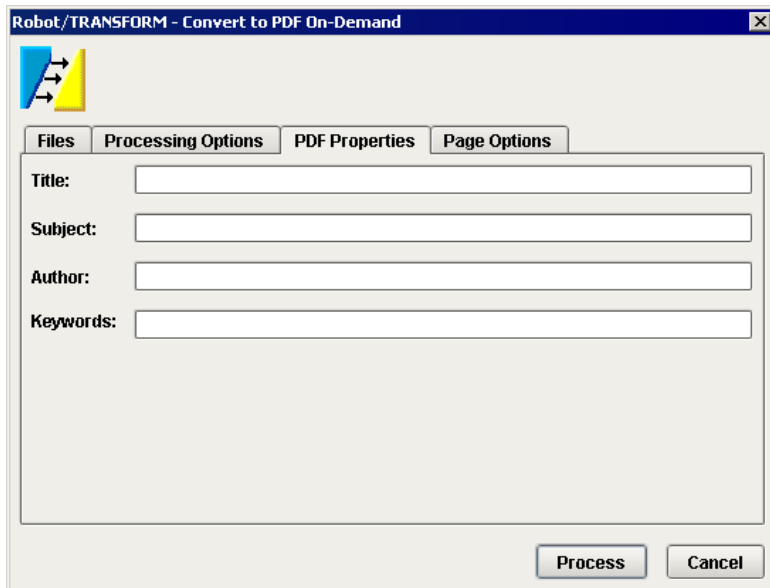 Robot/TRANSFORM - Convert to PDF On-Demand
Files Processing Options PDF Properties Page Options
Title:
Subject:
Author:
Keywords:
Process Cancel